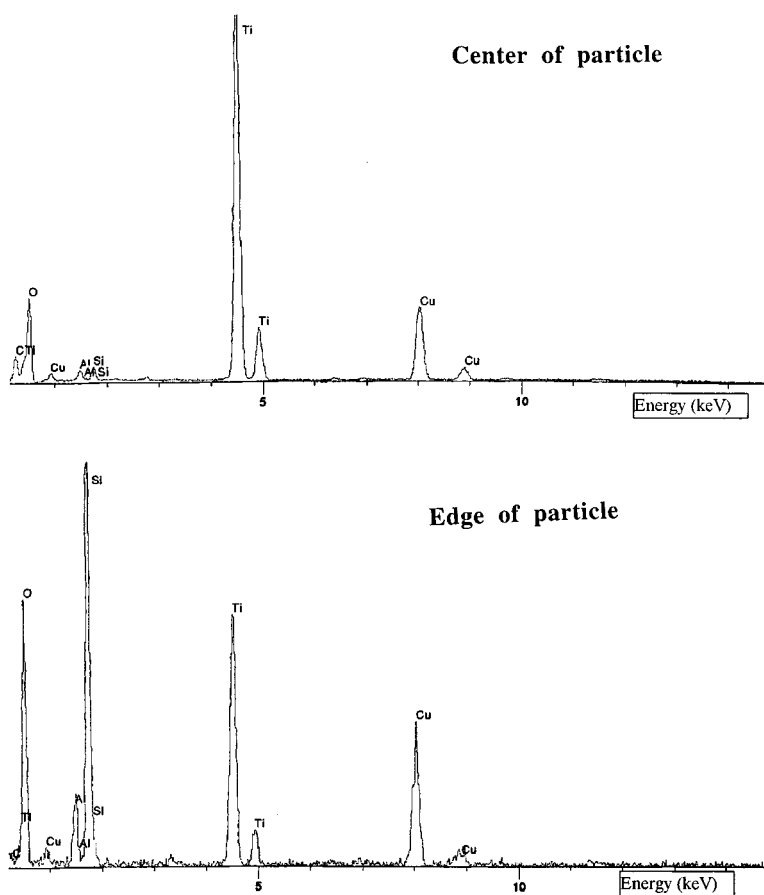 Ti
Center of particle
O
Ti
Cu
C Ti
Al Si
Cu
Al Si
Cu
5
10
Energy (keV)
Si
Edge of particle
O
Ti
Cu
Al
Si
Ti
Ti
Cu
Al
Cu
C
5
10
Energy (keV)